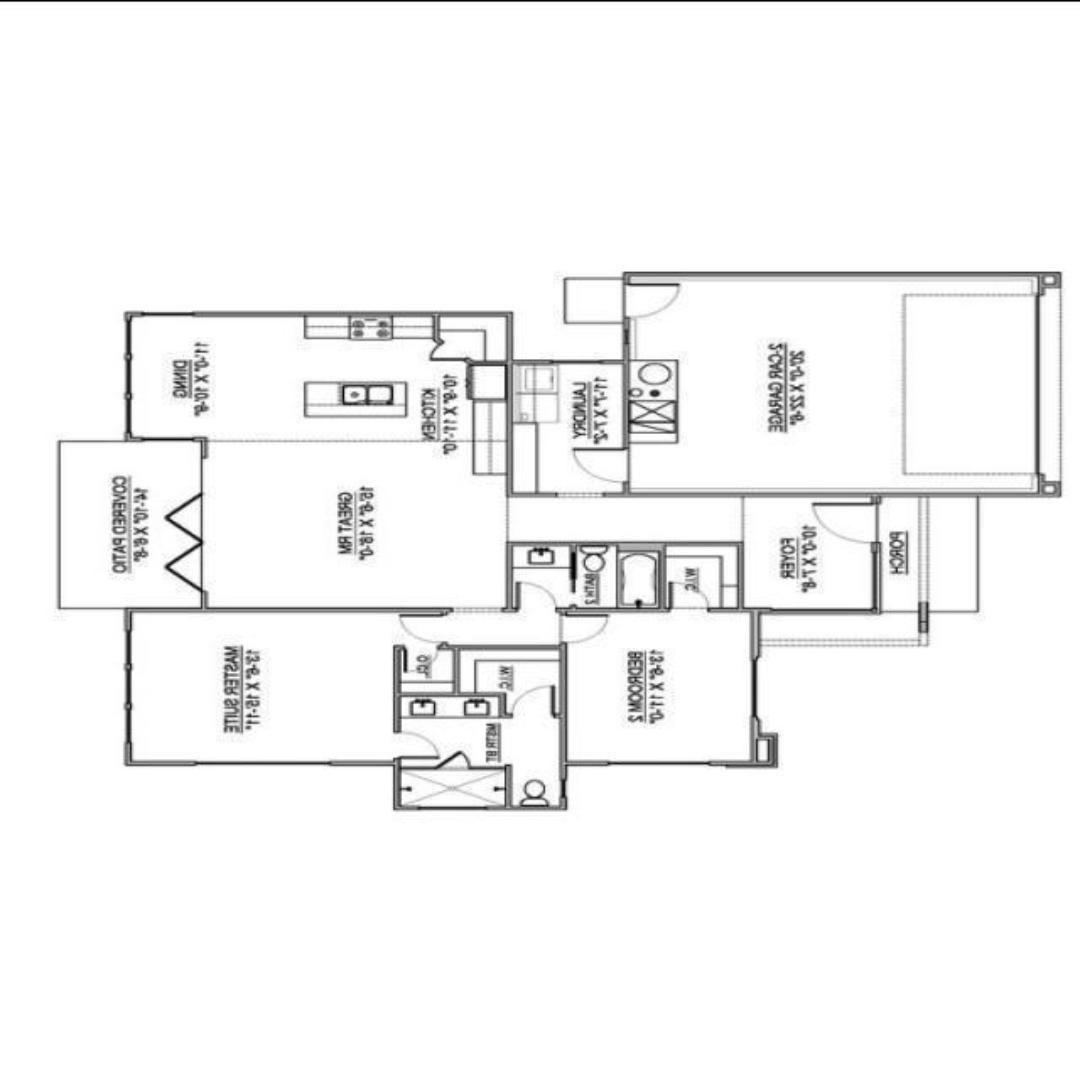 DINING
11'-0" X 10'-8"
KITCHEN
10'-8" X 11'-0"
LAUNDRY
11'-1" X 7'-2"
2-CAR GARAGE
20'-0" X 22'-8"
COVERED PATIO
14'-10" X 9'-8"
GREAT RM
15'-8" X 18'-0"
FOYER
10'-0" X 7'-8"
PORCH
BATH 2
W.I.C.
MASTER SUITE
13'-8" X 15'-11"
W.I.C.
MSTR BT
BEDROOM 2
13'-8" X 11'-0"